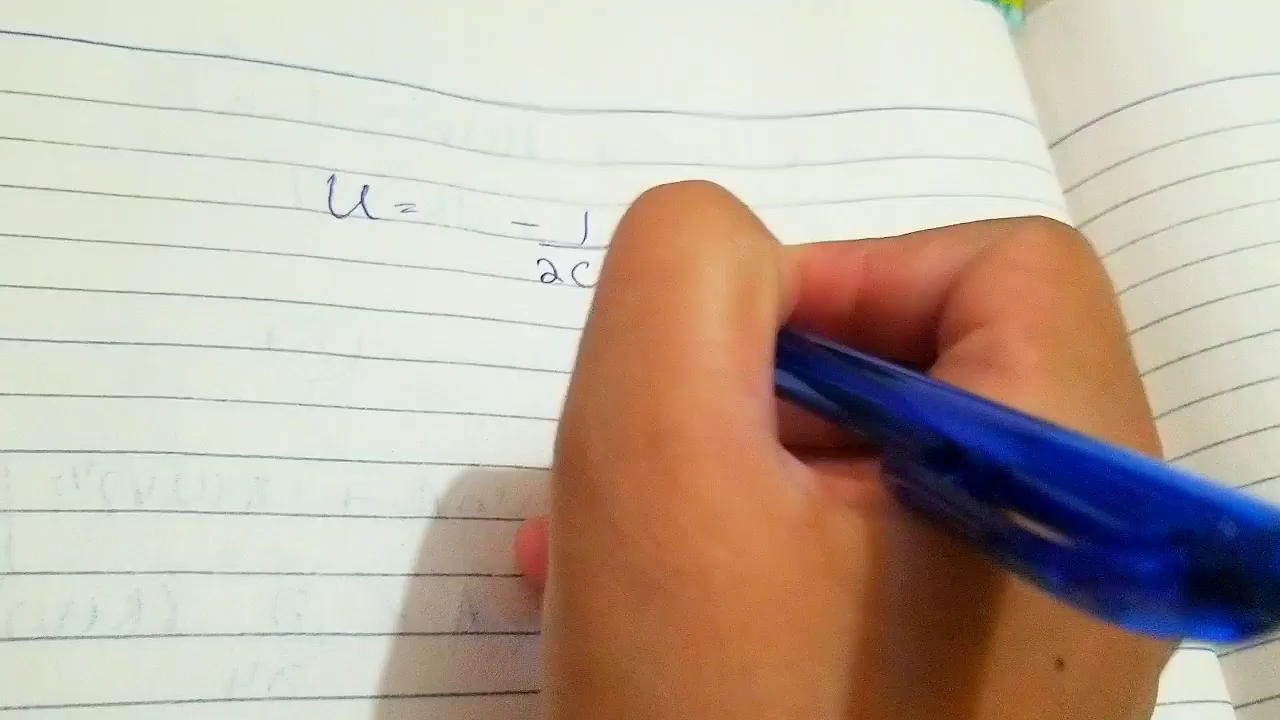 U = - 1/2C